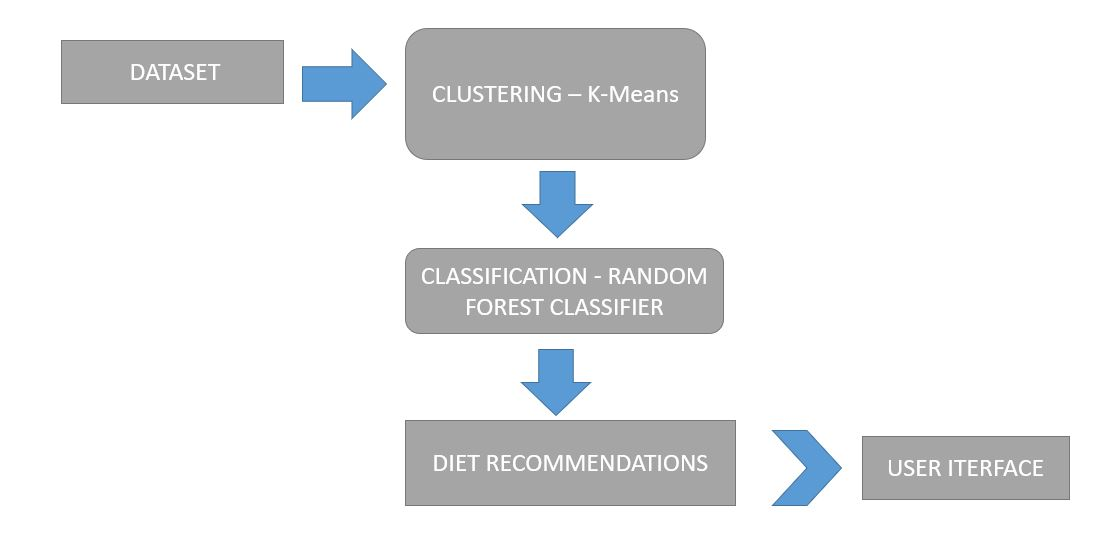 DATASET
CLUSTERING – K-Means
CLASSIFICATION - RANDOM
FOREST CLASSIFIER
DIET RECOMMENDATIONS
USER ITERFACE